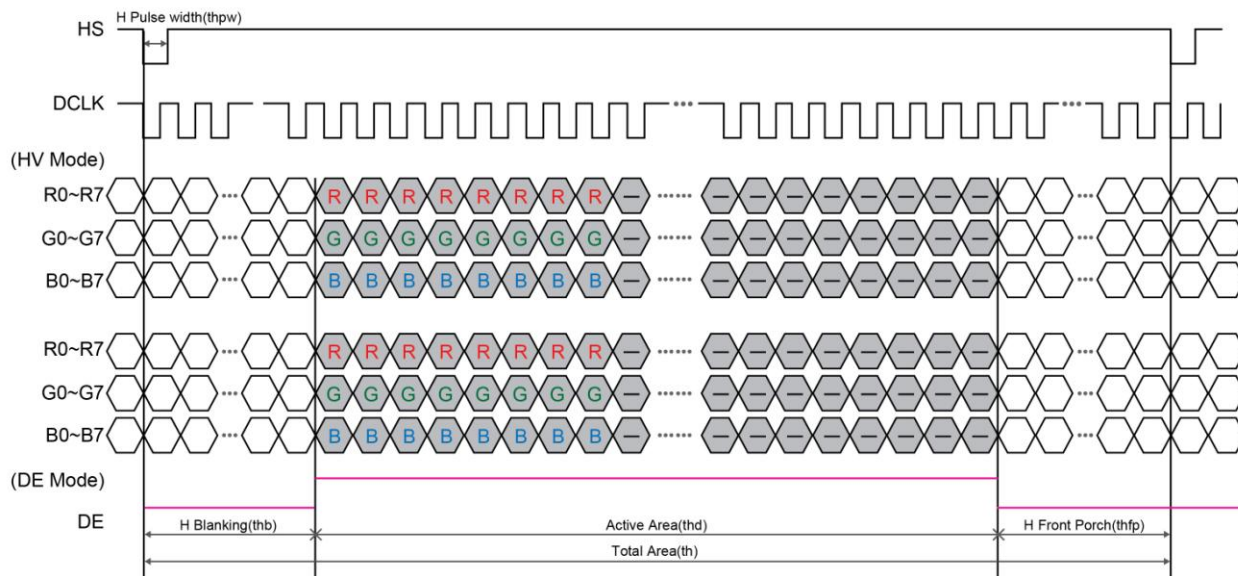 H Pulse width(thpw)
HS
DCLK
(HV Mode)
R0~R7 R R R R R R R R
G0~G7 G G G G G G G G
B0~B7 B B B B B B B B
R0~R7 R R R R R R R R
G0~G7 G G G G G G G G
B0~B7 B B B B B B B B
(DE Mode)
DE
H Blanking(thb) Active Area(thd) H Front Porch(thfp)
Total Area(th)